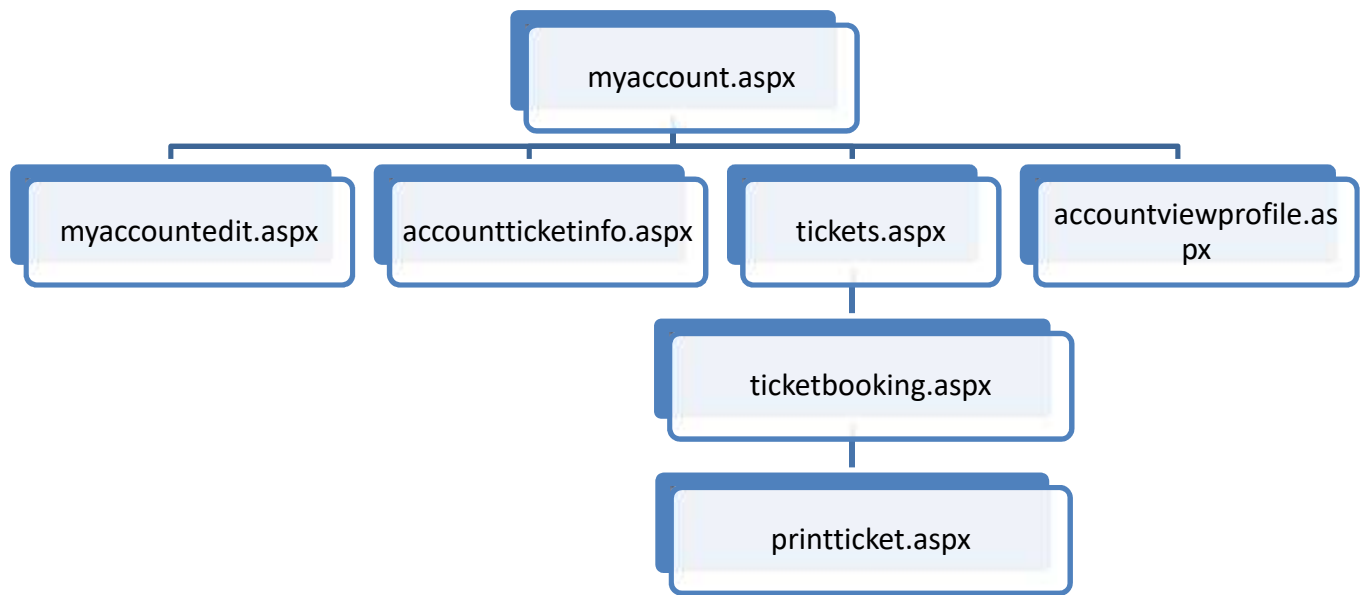 myaccount.aspx
myaccountedit.aspx
accountticketinfo.aspx
tickets.aspx
accountviewprofile.as
px
ticketbooking.aspx
printticket.aspx